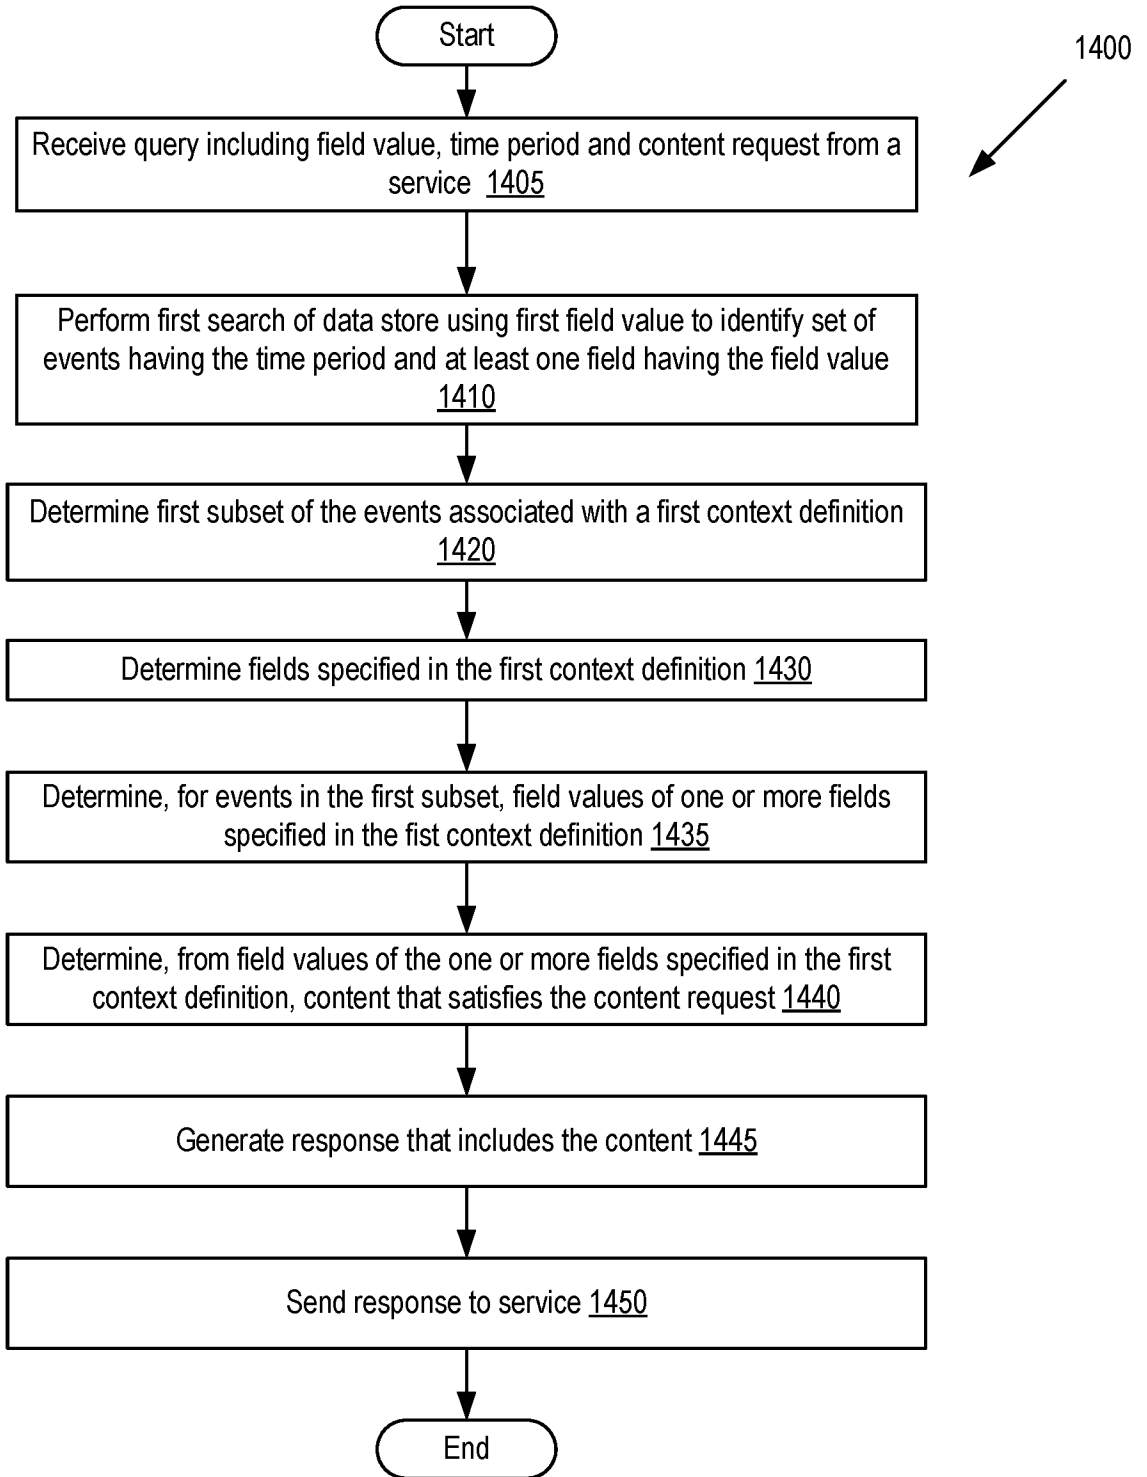 Start
1400
Receive query including field value, time period and content request from a
service 1405
Perform first search of data store using first field value to identify set of
events having the time period and at least one field having the field value
1410
Determine first subset of the events associated with a first context definition
1420
Determine fields specified in the first context definition 1430
Determine, for events in the first subset, field values of one or more fields
specified in the fist context definition 1435
Determine, from field values of the one or more fields specified in the first
context definition, content that satisfies the content request 1440
Generate response that includes the content 1445
Send response to service 1450
End